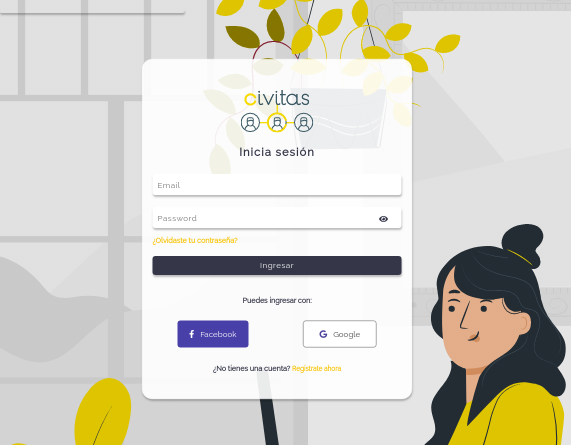 civitas
Inicia sesión
Email
Password
¿Olvidaste tu contraseña?
Ingresar
Puedes ingresar con:
Facebook
Google
¿No tienes una cuenta? Regístrate ahora